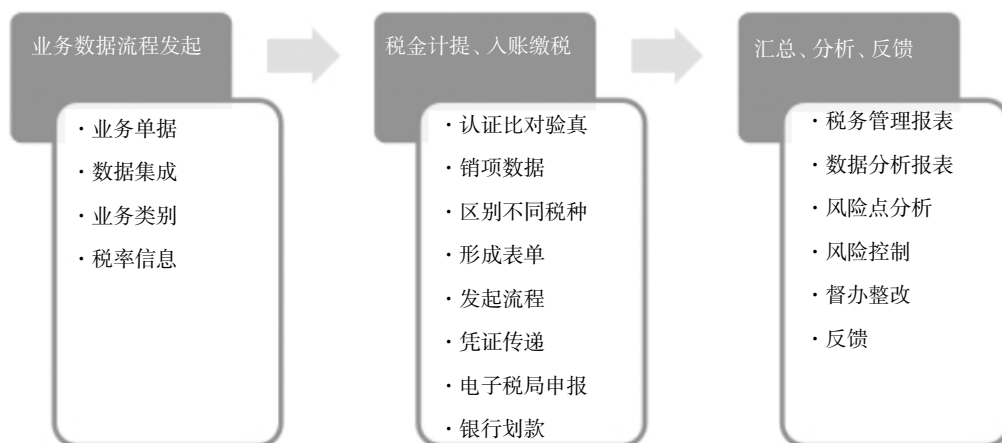 业务数据流程发起
·业务单据
·数据集成
·业务类别
·税率信息
税金计提、入账缴税
·认证比对验真
·销项数据
·区别不同税种
·形成表单
·发起流程
·凭证传递
·电子税局申报
·银行划款
汇总、分析、反馈
·税务管理报表
·数据分析报表
·风险点分析
·风险控制
·督办整改
·反馈